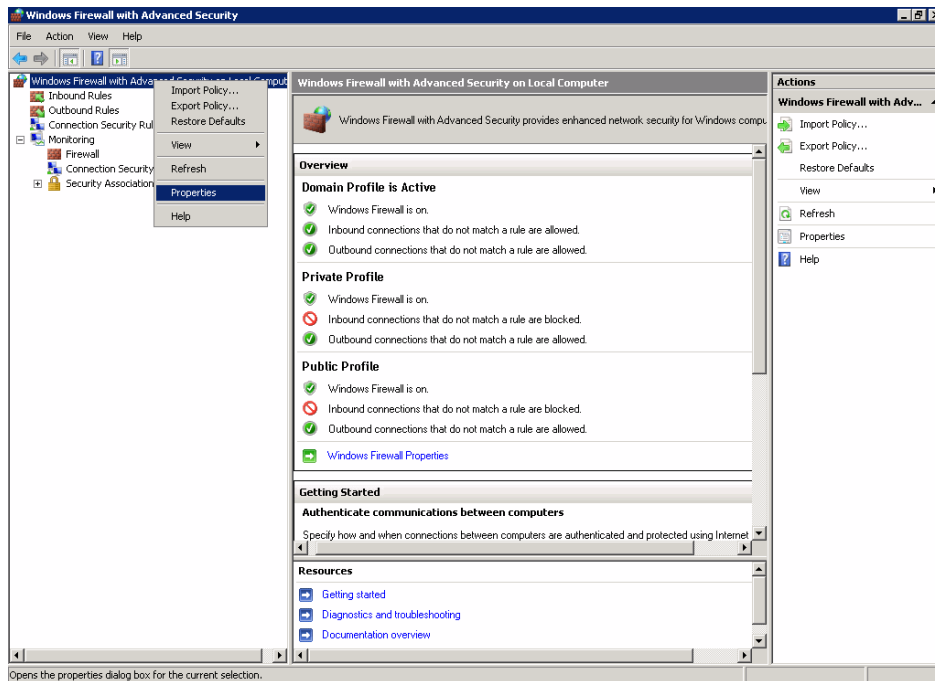 Windows Firewall with Advanced Security
File Action View Help
Windows Firewall with Advanced Security on Local Comput
Inbound Rules
Outbound Rules
Connection Security Rul
Monitoring
Firewall
Connection Security
Security Association
Import Policy...
Export Policy...
Restore Defaults
View
Refresh
Properties
Help
Windows Firewall with Advanced Security on Local Computer
Windows Firewall with Advanced Security provides enhanced network security for Windows compu
Overview
Domain Profile is Active
Windows Firewall is on.
Inbound connections that do not match a rule are allowed.
Outbound connections that do not match a rule are allowed.
Private Profile
Windows Firewall is on.
Inbound connections that do not match a rule are blocked.
Outbound connections that do not match a rule are allowed.
Public Profile
Windows Firewall is on.
Inbound connections that do not match a rule are blocked.
Outbound connections that do not match a rule are allowed.
Windows Firewall Properties
Getting Started
Authenticate communications between computers
Specify how and when connections between computers are authenticated and protected using Internet
Resources
Getting started
Diagnostics and troubleshooting
Documentation overview
Actions
Windows Firewall with Adv...
Import Policy...
Export Policy...
Restore Defaults
View
Refresh
Properties
Help
Opens the properties dialog box for the current selection.